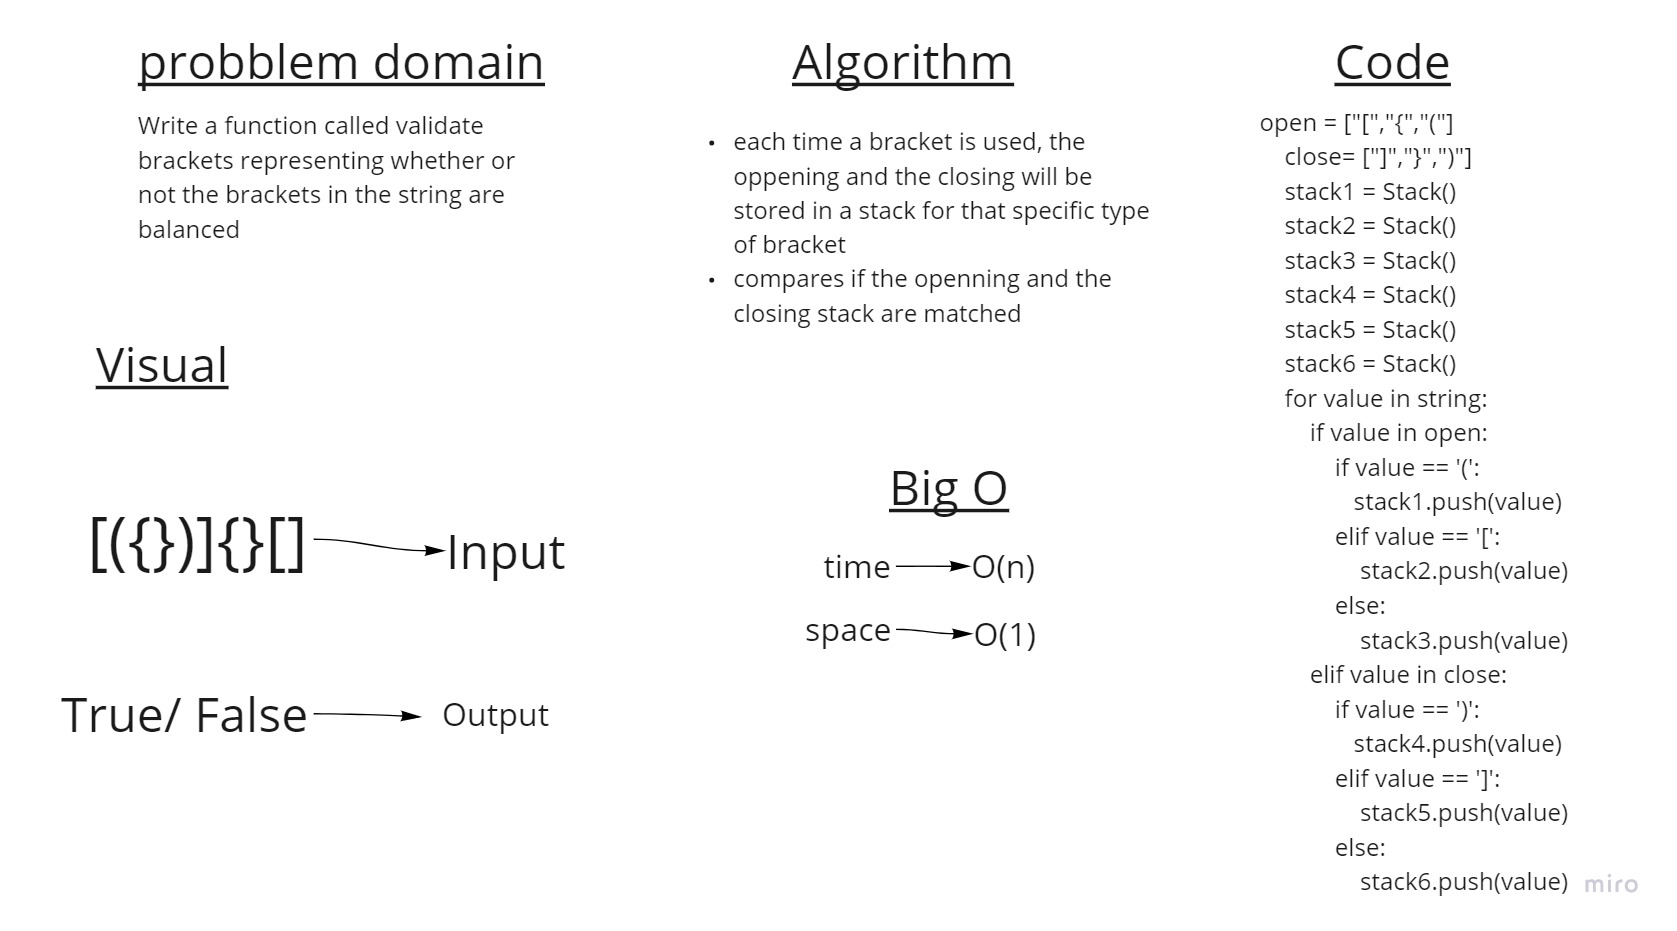 probblem domain
Write a function called validate
brackets representing whether or
not the brackets in the string are
balanced
Visual
[({})]{}[]
Input
True/ False
Output
Algorithm
• each time a bracket is used, the
oppening and the closing will be
stored in a stack for that specific type
of bracket
• compares if the openning and the
closing stack are matched
Big O
time
O(n)
space
O(1)
Code
open = ["[","{","("]
close= ["]","}",")"]
stack1 = Stack()
stack2 = Stack()
stack3 = Stack()
stack4 = Stack()
stack5 = Stack()
stack6 = Stack()
for value in string:
if value in open:
if value == '(':
stack1.push(value)
elif value == '[':
stack2.push(value)
else:
stack3.push(value)
elif value in close:
if value == ')':
stack4.push(value)
elif value == ']':
stack5.push(value)
else:
stack6.push(value)
miro